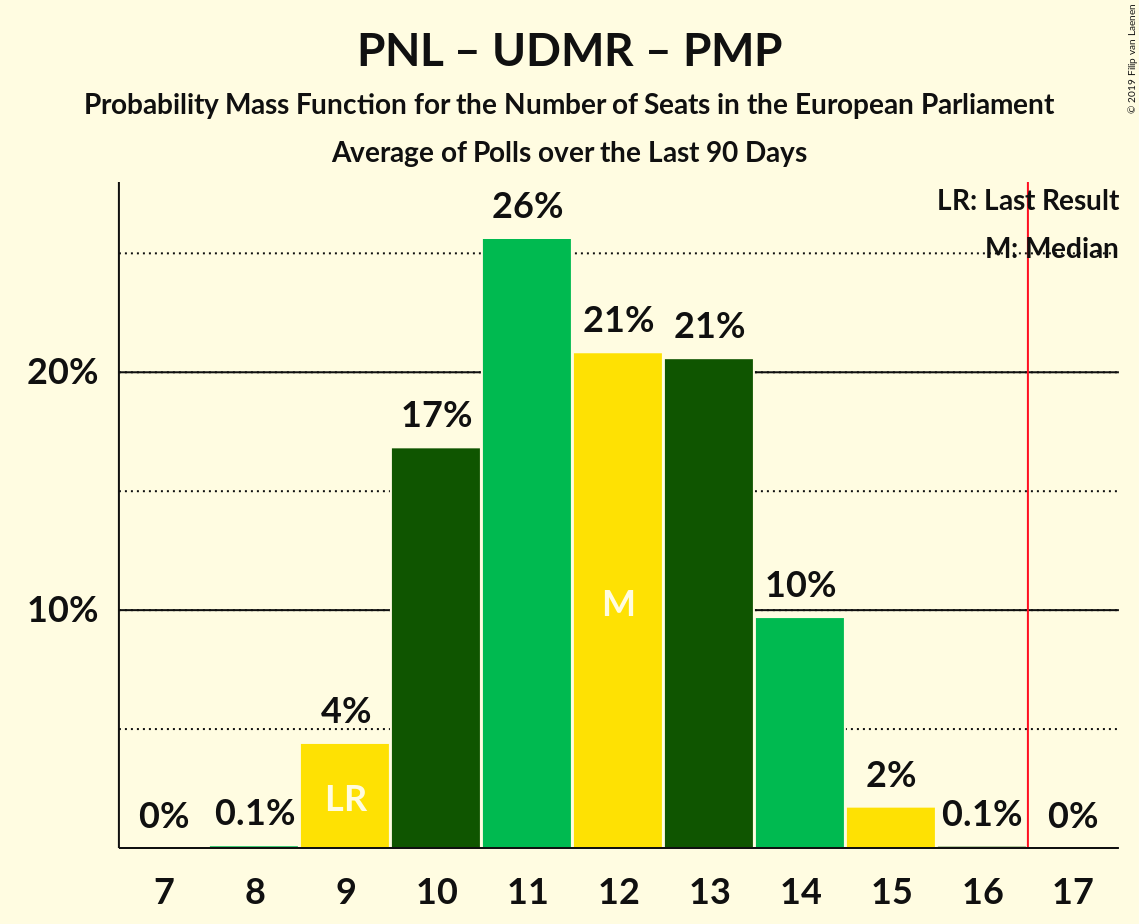 PNL – UDMR – PMP
Probability Mass Function for the Number of Seats in the European Parliament
Average of Polls over the Last 90 Days
© 2019 Filip van Laenen
LR: Last Result
M: Median
26%
21%
21%
20%
17%
10%
10%
M
4%
LR
2%
0%
0.1%
0.1%
0%
7 8 9 10 11 12 13 14 15 16 17